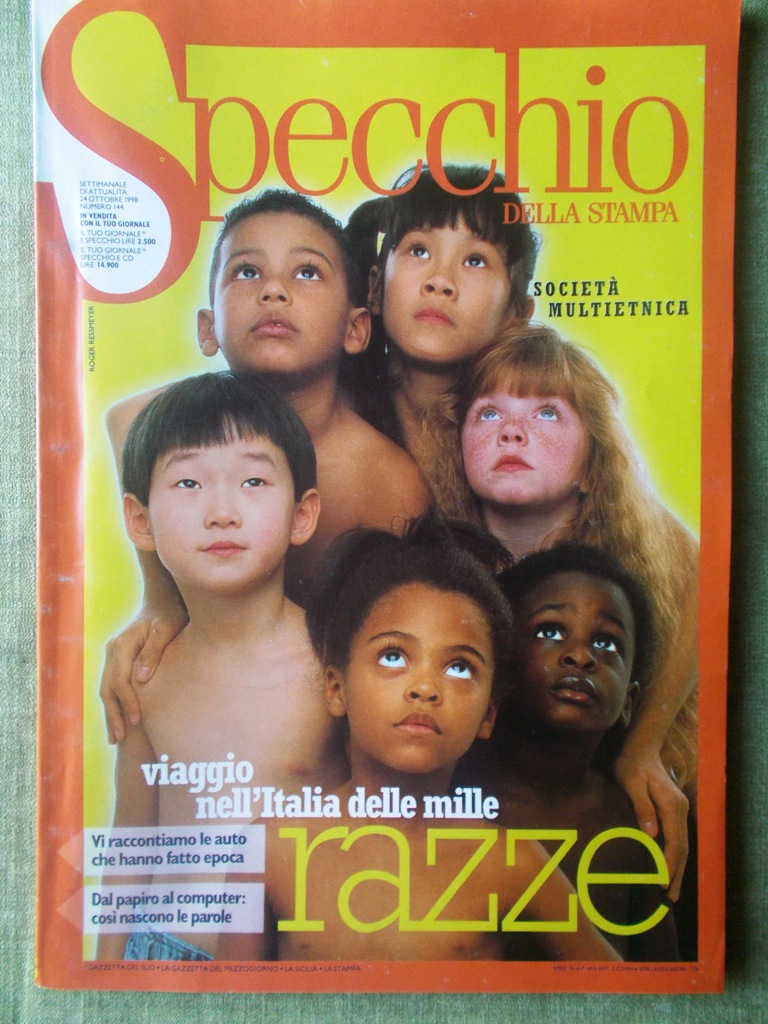 Specchio
DELLA STAMPA
SETTIMANALE
DI ATTUALITÀ
24 OTTOBRE 1998
NUMERO 144
IN VENDITA
CON IL TUO GIORNALE
IL TUO GIORNALE*
E SPECCHIO LIRE 2.500
IL TUO GIORNALE*
SPECCHIO E CD
LIRE 14.900
ROGER RESSMEYER
SOCIETÀ
MULTIETNICA
viaggio
nell'Italia delle mille
razze
Vi raccontiamo le auto
che hanno fatto epoca
Dal papiro al computer:
così nascono le parole
*GAZZETTA DEL SUD • LA GAZZETTA DEL MEZZOGIORNO • LA SICILIA • LA STAMPA